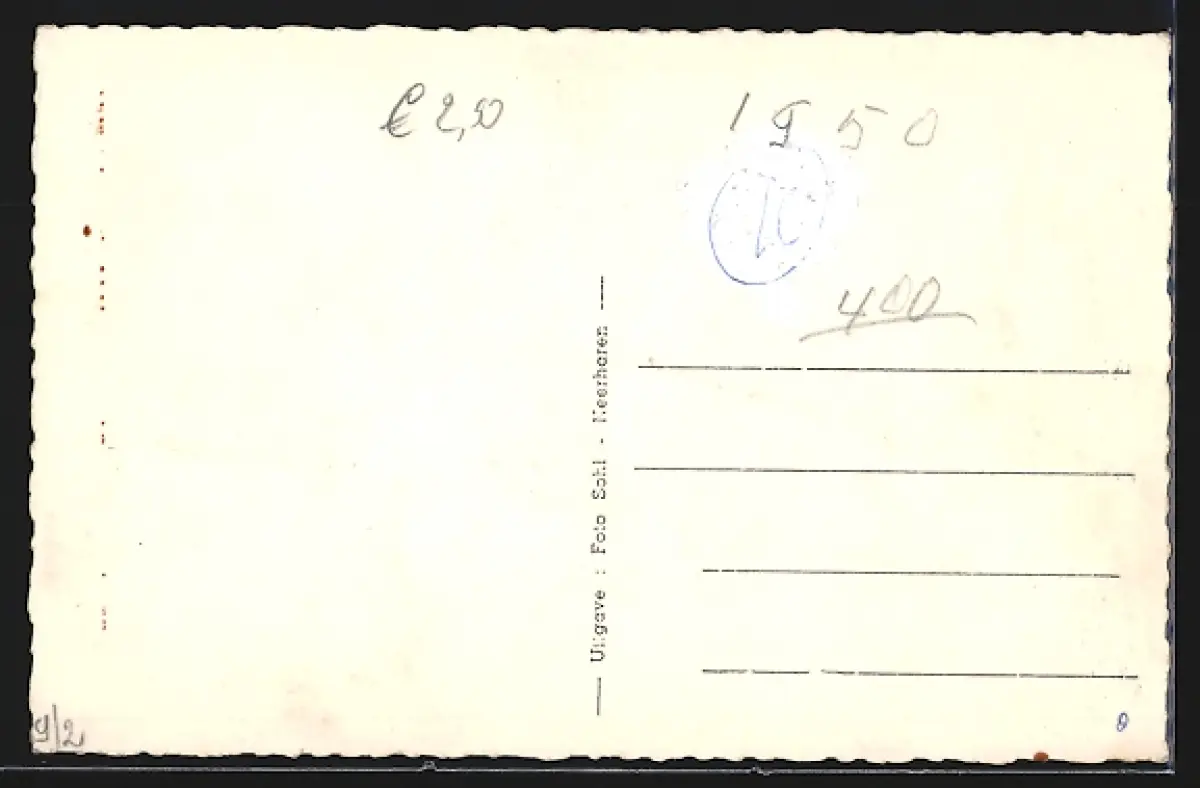 € 2,50
1950
400
Uitgave : Foto Sohl - Neerharen
9/2